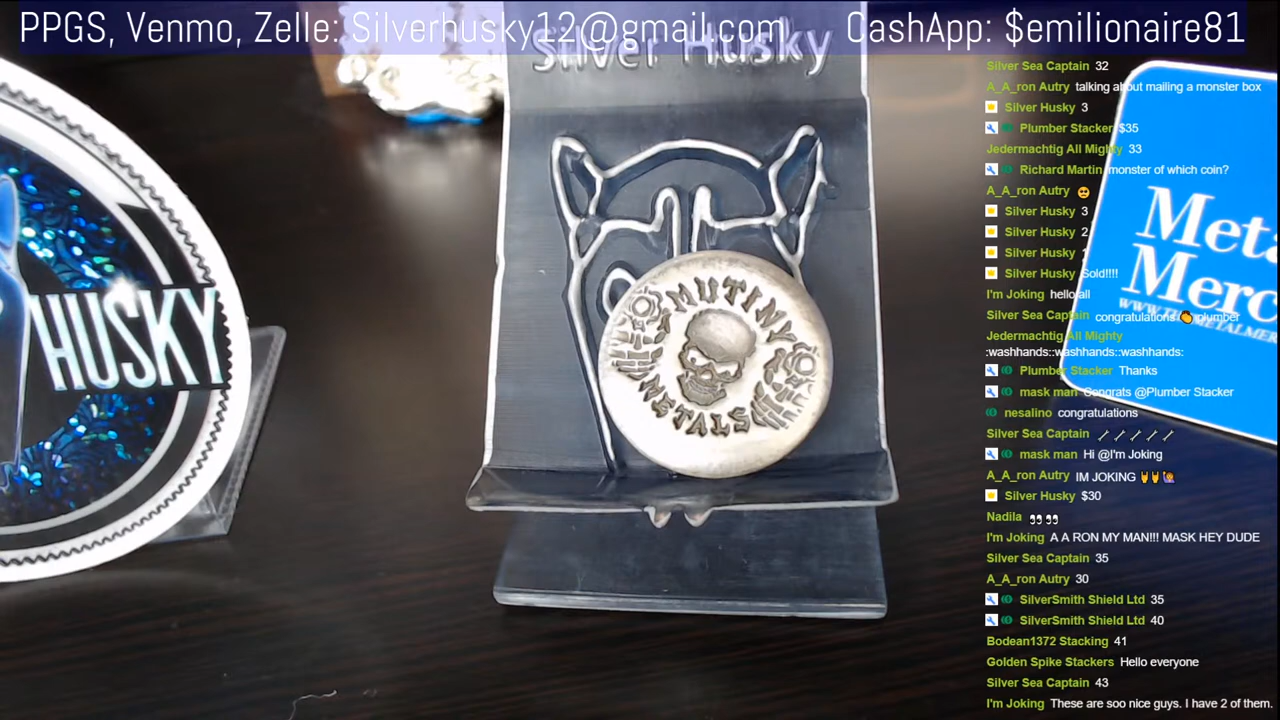 PPGS, Venmo, Zelle: Silverhusky12@gmail.com CashApp: $emilionaire81
Silver Husky
HUSKY
MUTINY
METALS
Meta
Merc
Silver Sea Captain 32
A_A_ron Autry talking about mailing a monster box
Silver Husky 3
Plumber Stacker $35
Jedermachtig All Mighty 33
Richard Martin monster of which coin?
A_A_ron Autry 🥺
Silver Husky 3
Silver Husky 2
Silver Husky 1
Silver Husky Sold!!!!
I'm Joking hello all
Silver Sea Captain congratulations 👏 plumber
Jedermachtig All Mighty
:washhands::washhands::washhands:
Plumber Stacker Thanks
mask man Congrats @Plumber Stacker
nesalino congratulations
Silver Sea Captain 🦴🦴🦴🦴🦴
mask man Hi @I'm Joking
A_A_ron Autry IM JOKING 🤘🤘🙋
Silver Husky $30
Nadila 👀👀
I'm Joking A A RON MY MAN!!! MASK HEY DUDE
Silver Sea Captain 35
A_A_ron Autry 30
SilverSmith Shield Ltd 35
SilverSmith Shield Ltd 40
Bodean1372 Stacking 41
Golden Spike Stackers Hello everyone
Silver Sea Captain 43
I'm Joking These are soo nice guys. I have 2 of them.